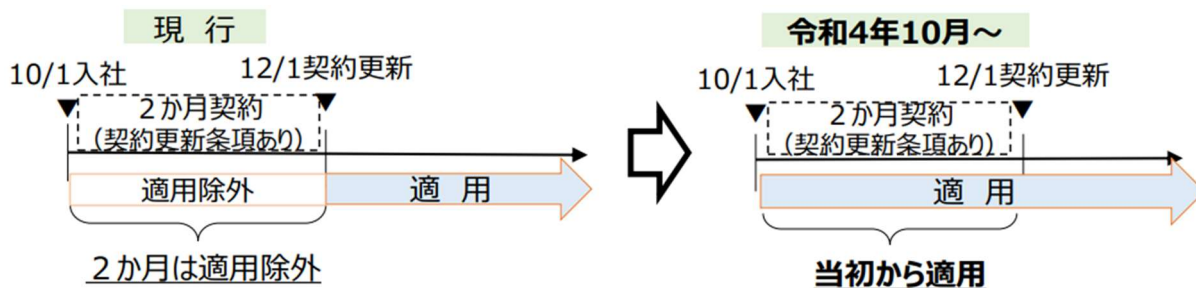 現 行
10/1入社
12/1契約更新
２か月契約
(契約更新条項あり)
適用除外
適 用
２か月は適用除外
令和4年10月～
10/1入社
12/1契約更新
２か月契約
(契約更新条項あり)
適 用
当初から適用